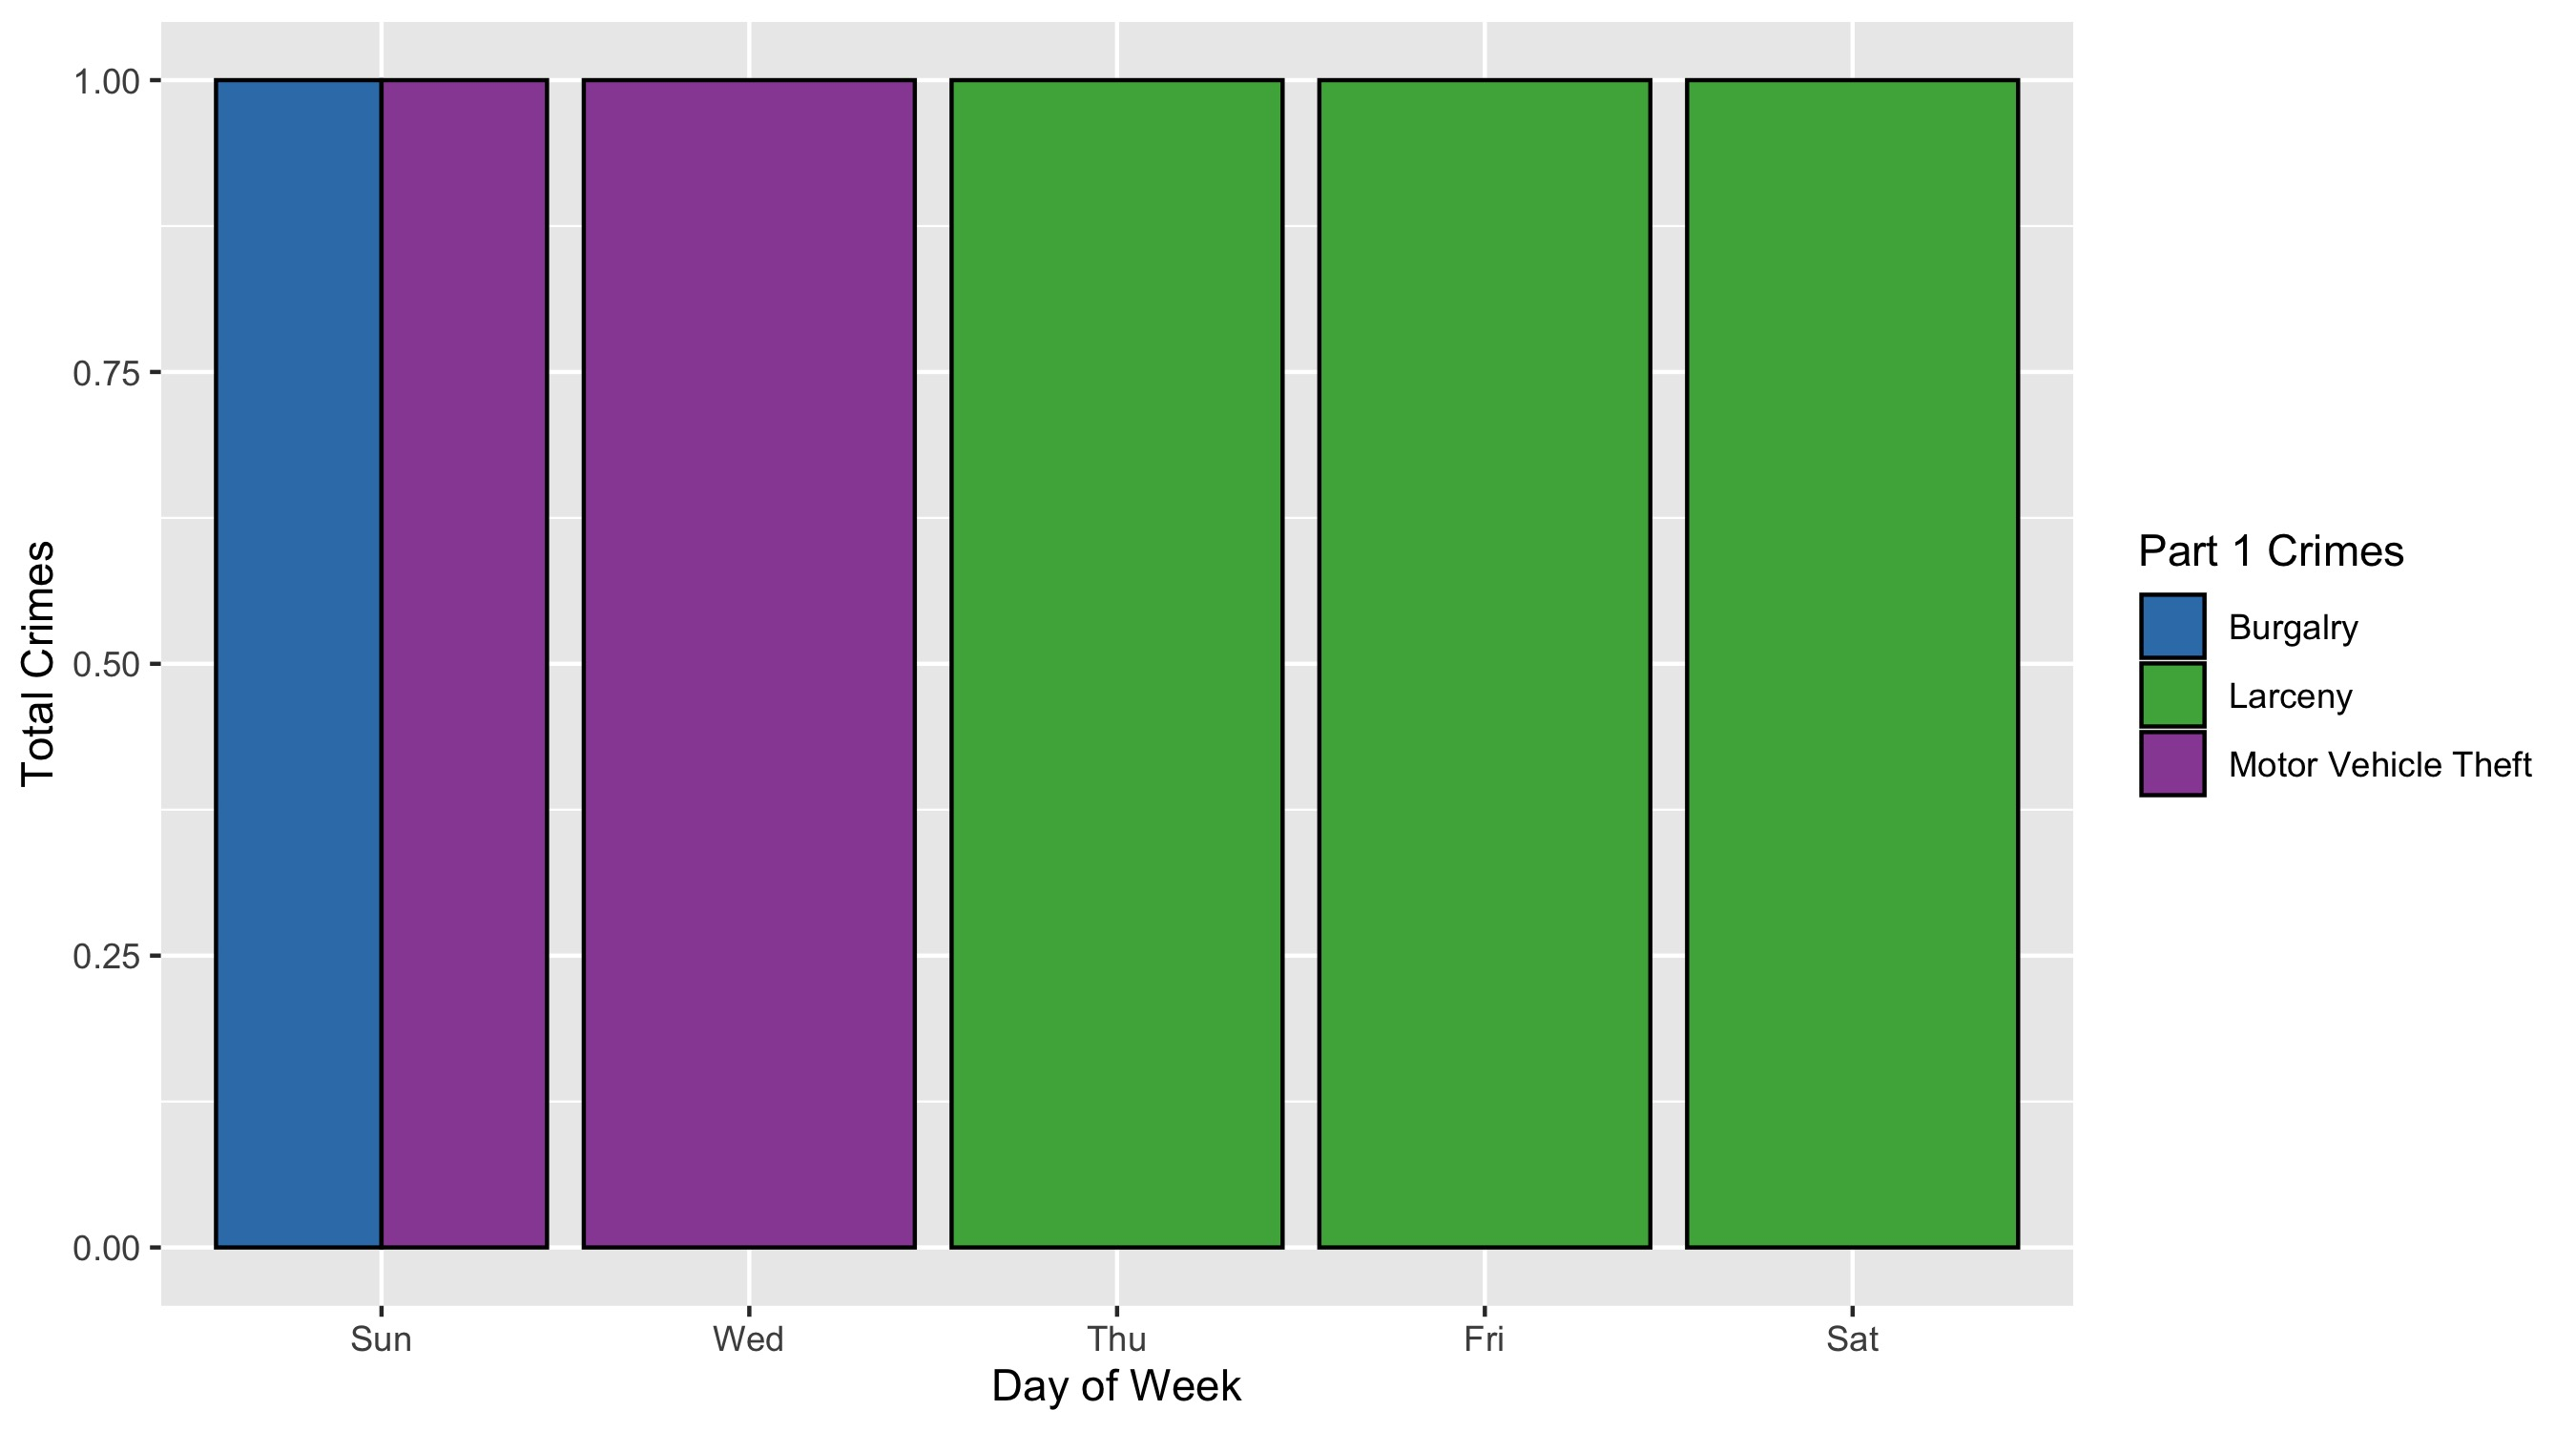 1.00
0.75
0.50
0.25
0.00
Total Crimes
Sun Wed Thu Fri Sat
Day of Week
Part 1 Crimes
Burgalry
Larceny
Motor Vehicle Theft